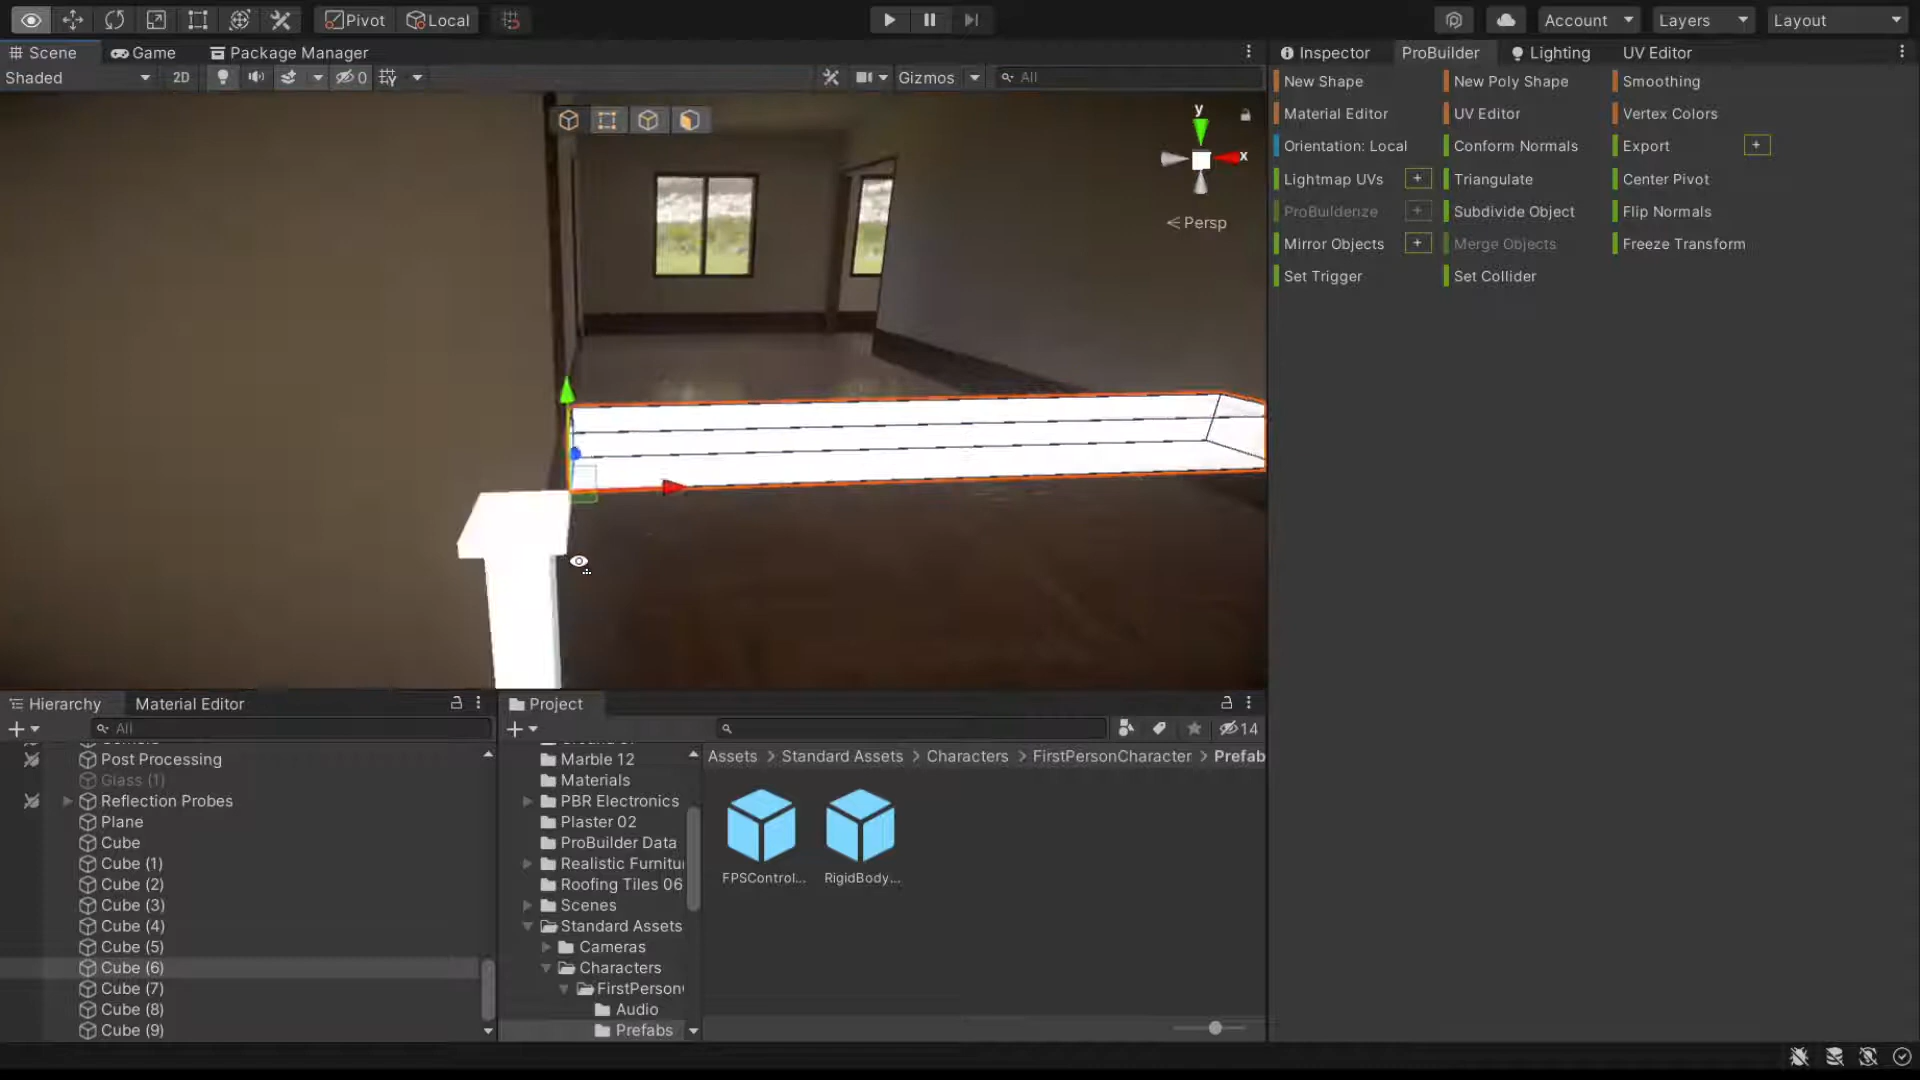 Pivot Local Account Layers Layout
Scene Game Package Manager Inspector ProBuilder Lighting UV Editor
Shaded 2D 0 Gizmos All
New Shape New Poly Shape Smoothing
Material Editor UV Editor Vertex Colors
Orientation: Local Conform Normals Export +
Lightmap UVs + Triangulate Center Pivot
ProBuilderize + Subdivide Object Flip Normals
Mirror Objects + Merge Objects Freeze Transform
Set Trigger Set Collider
y
x
< Persp
Hierarchy Material Editor Project
+ All + 14
Post Processing
Glass (1)
Reflection Probes
Plane
Cube
Cube (1)
Cube (2)
Cube (3)
Cube (4)
Cube (5)
Cube (6)
Cube (7)
Cube (8)
Cube (9)
Marble 12
Materials
PBR Electronics
Plaster 02
ProBuilder Data
Realistic Furnitu
Roofing Tiles 06
Scenes
Standard Assets
Cameras
Characters
FirstPerson
Audio
Prefabs
Assets > Standard Assets > Characters > FirstPersonCharacter > Prefab
FPSControl... RigidBody...